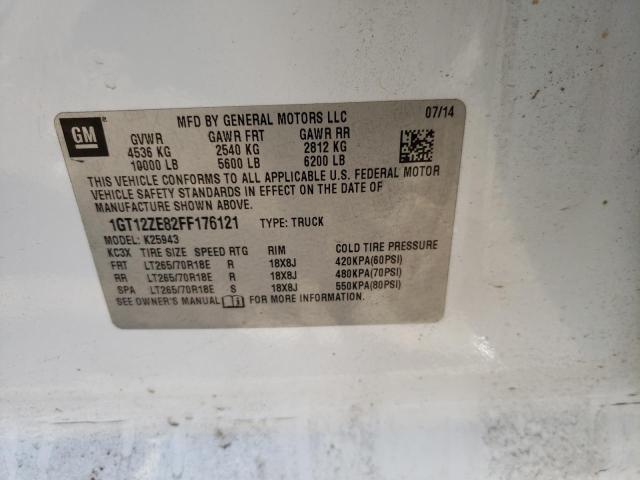 GM
MFD BY GENERAL MOTORS LLC 07/14
GVWR GAWR FRT GAWR RR
4536 KG 2540 KG 2812 KG
10000 LB 5600 LB 6200 LB
THIS VEHICLE CONFORMS TO ALL APPLICABLE U.S. FEDERAL MOTOR
VEHICLE SAFETY STANDARDS IN EFFECT ON THE DATE OF
MANUFACTURE SHOWN ABOVE.
1GT12ZE82FF176121 TYPE: TRUCK
MODEL: K25943
KC3X TIRE SIZE SPEED RTG RIM COLD TIRE PRESSURE
FRT LT265/70R18E R 18X8J 420KPA(60PSI)
RR LT265/70R18E R 18X8J 480KPA(70PSI)
SPA LT265/70R18E S 18X8J 550KPA(80PSI)
SEE OWNER'S MANUAL FOR MORE INFORMATION.